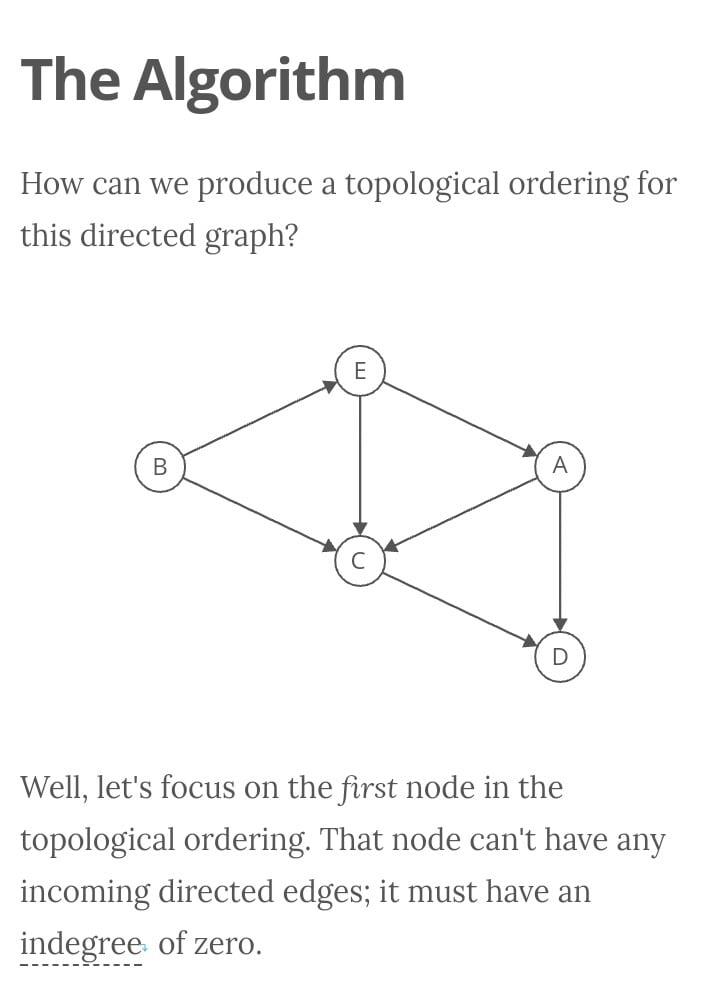 The Algorithm
How can we produce a topological ordering for
this directed graph?
E
B
A
C
D
Well, let's focus on the first node in the
topological ordering. That node can't have any
incoming directed edges; it must have an
indegree of zero.